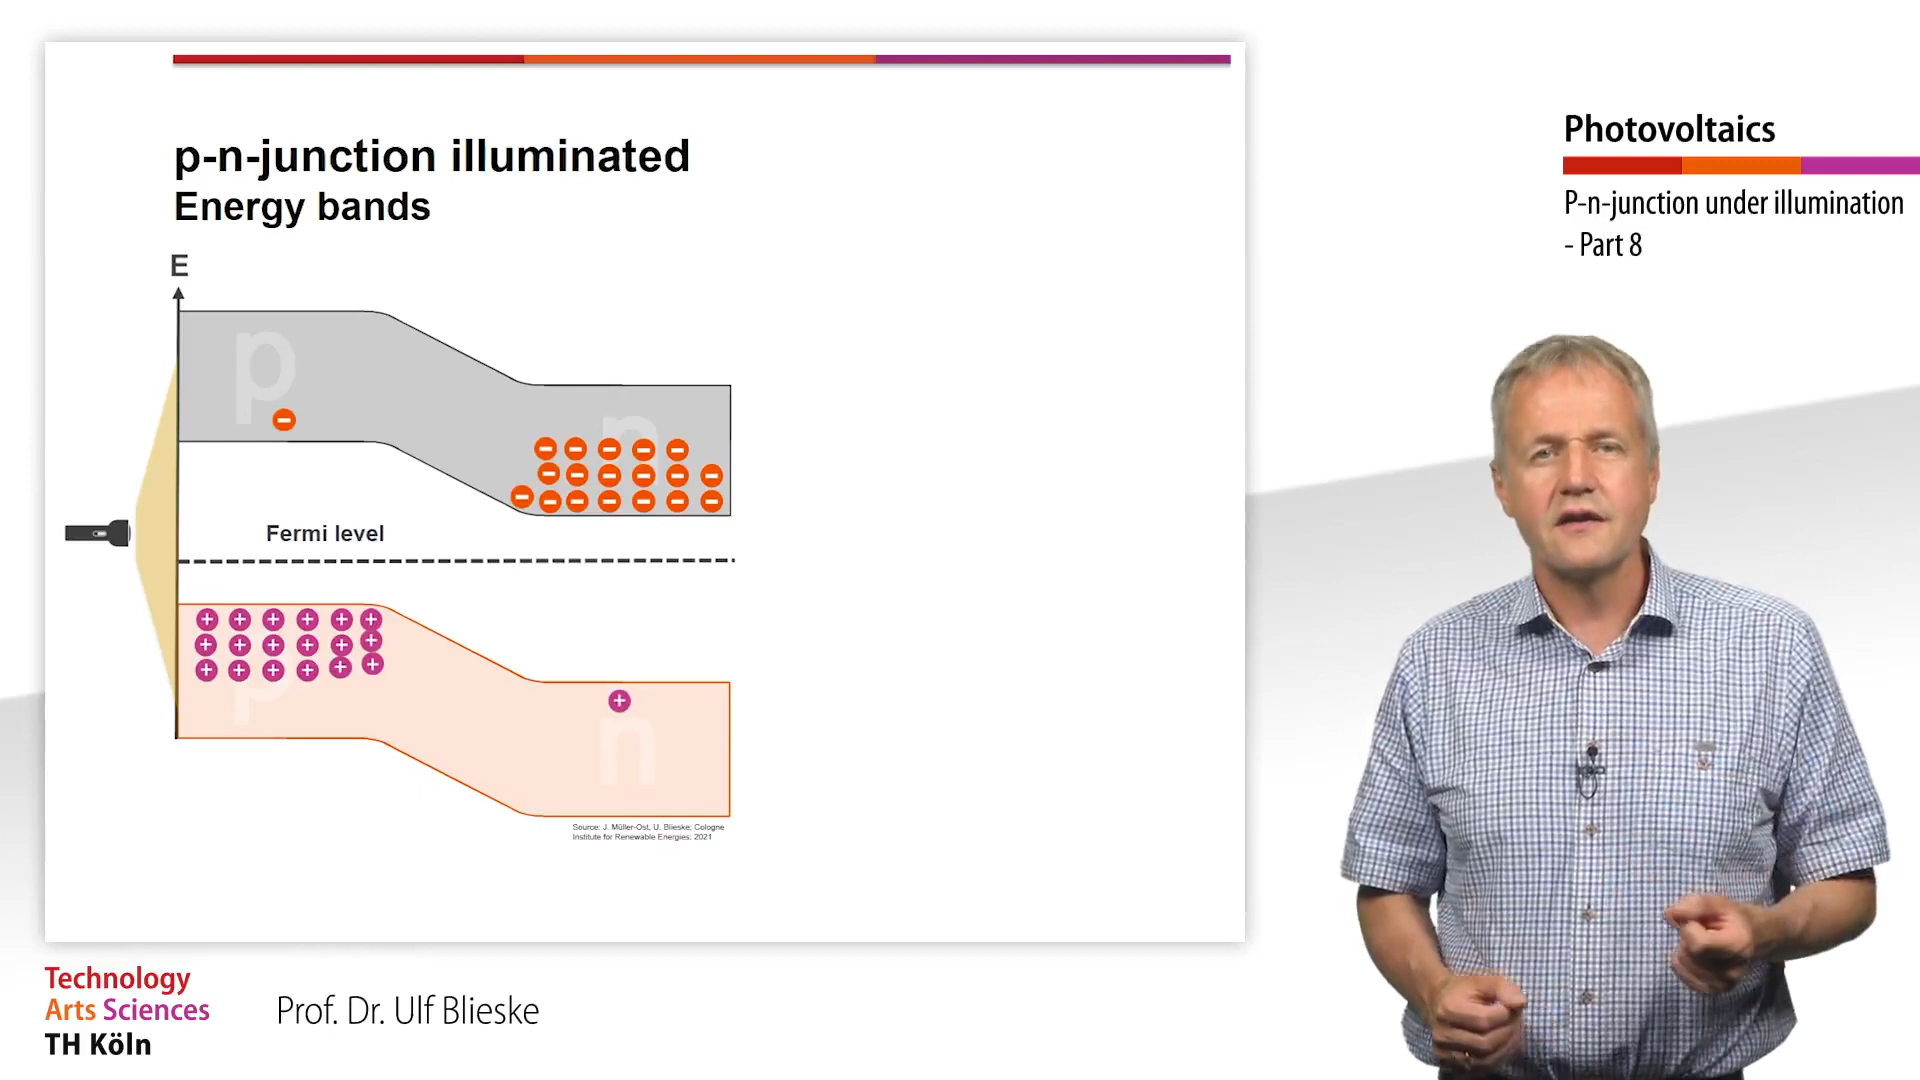 p-n-junction illuminated
Energy bands
E
p
n
Fermi level
p
n
Source: J. Müller-Ost, U. Blieske; Cologne
Institute for Renewable Energies; 2021
Photovoltaics
P-n-junction under illumination
- Part 8
Technology
Arts Sciences
TH Köln
Prof. Dr. Ulf Blieske